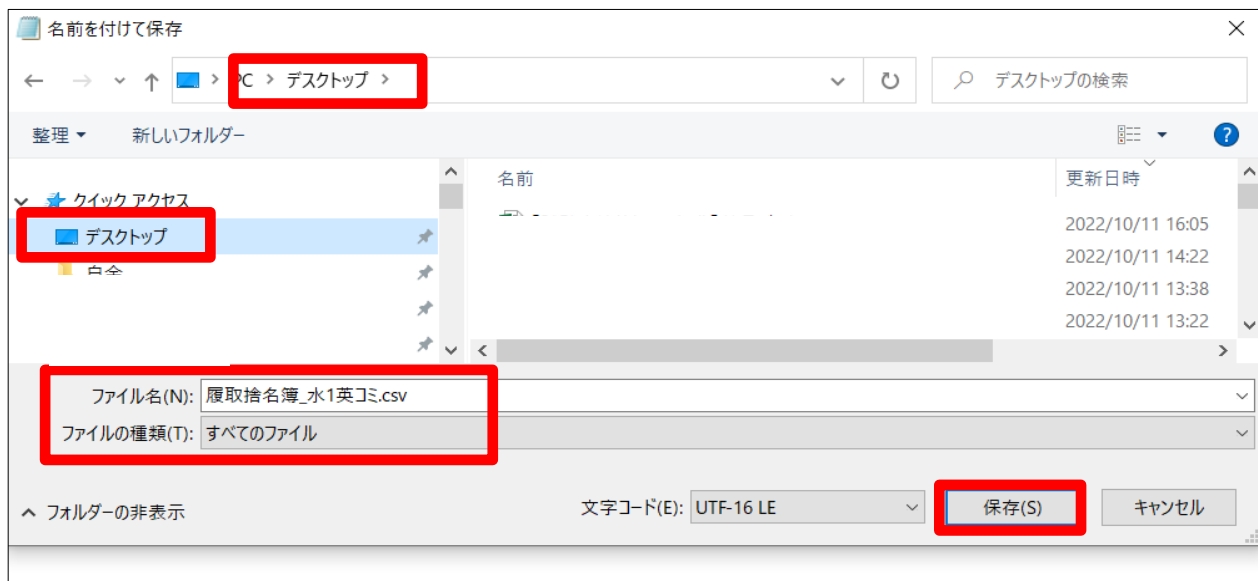 名前を付けて保存
PC > デスクトップ >
デスクトップの検索
整理
新しいフォルダー
名前
更新日時
クイック アクセス
デスクトップ
2022/10/11 16:05
2022/10/11 14:22
2022/10/11 13:38
2022/10/11 13:22
ファイル名(N): 履取捨名簿_水1英コミ.csv
ファイルの種類(T): すべてのファイル
フォルダーの非表示
文字コード(E): UTF-16 LE
保存(S)
キャンセル